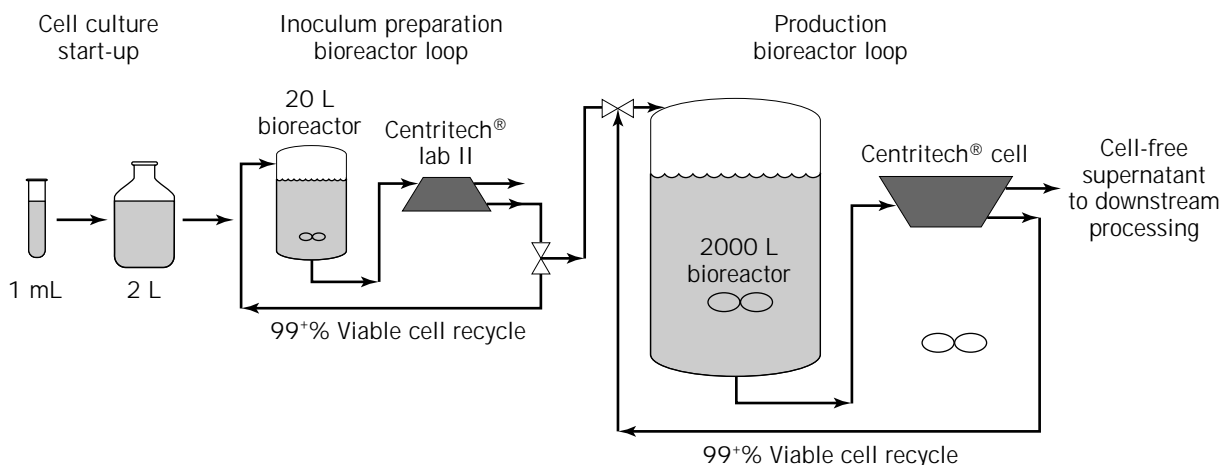 Cell culture
start-up
Inoculum preparation
bioreactor loop
Production
bioreactor loop
20 L
bioreactor
Centritech®
lab II
Centritech® cell
Cell-free
supernatant
to downstream
processing
2000 L
bioreactor
1 mL
2 L
99⁺% Viable cell recycle
99⁺% Viable cell recycle